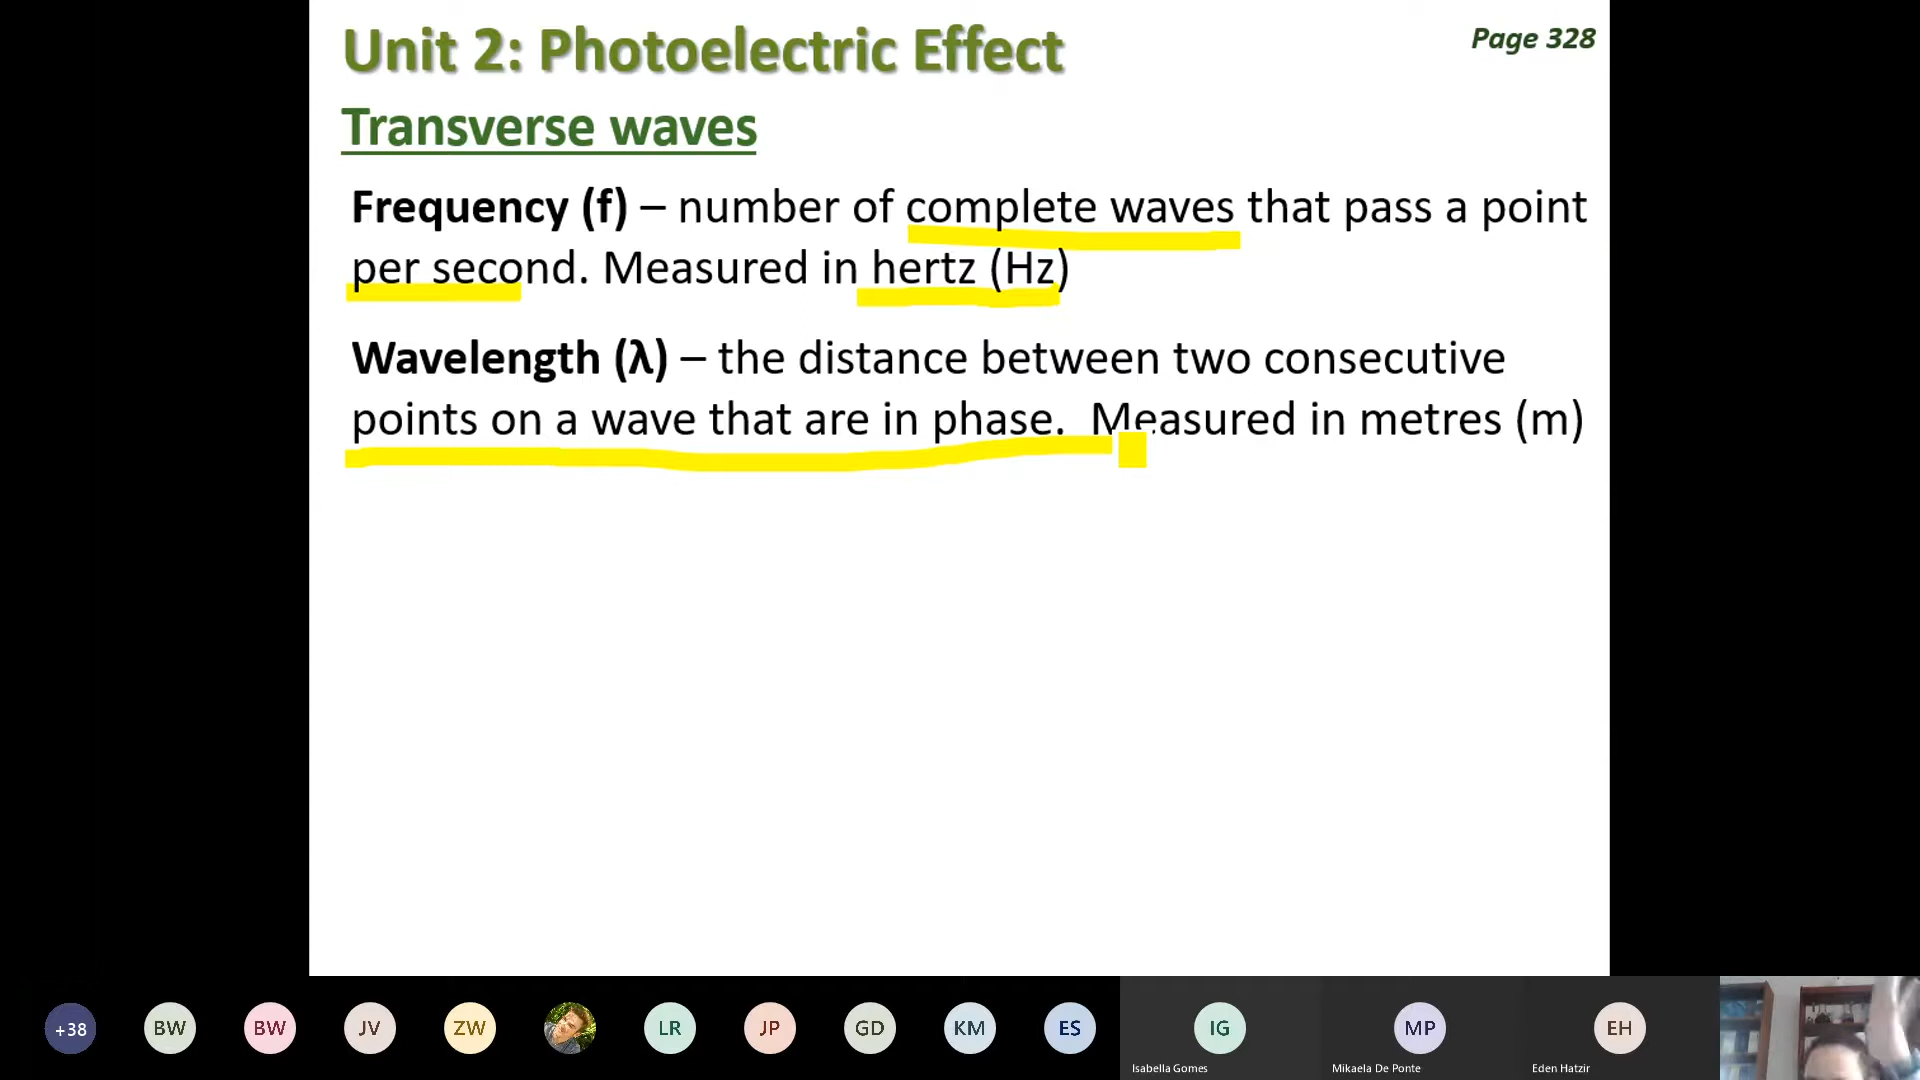 Unit 2: Photoelectric Effect
Page 328
Transverse waves
Frequency (f) – number of complete waves that pass a point
per second. Measured in hertz (Hz)
Wavelength (λ) – the distance between two consecutive
points on a wave that are in phase. Measured in metres (m)
+38
BW
BW
JV
ZW
LR
JP
GD
KM
ES
IG
MP
EH
Isabella Gomes
Mikaela De Ponte
Eden Hatzir